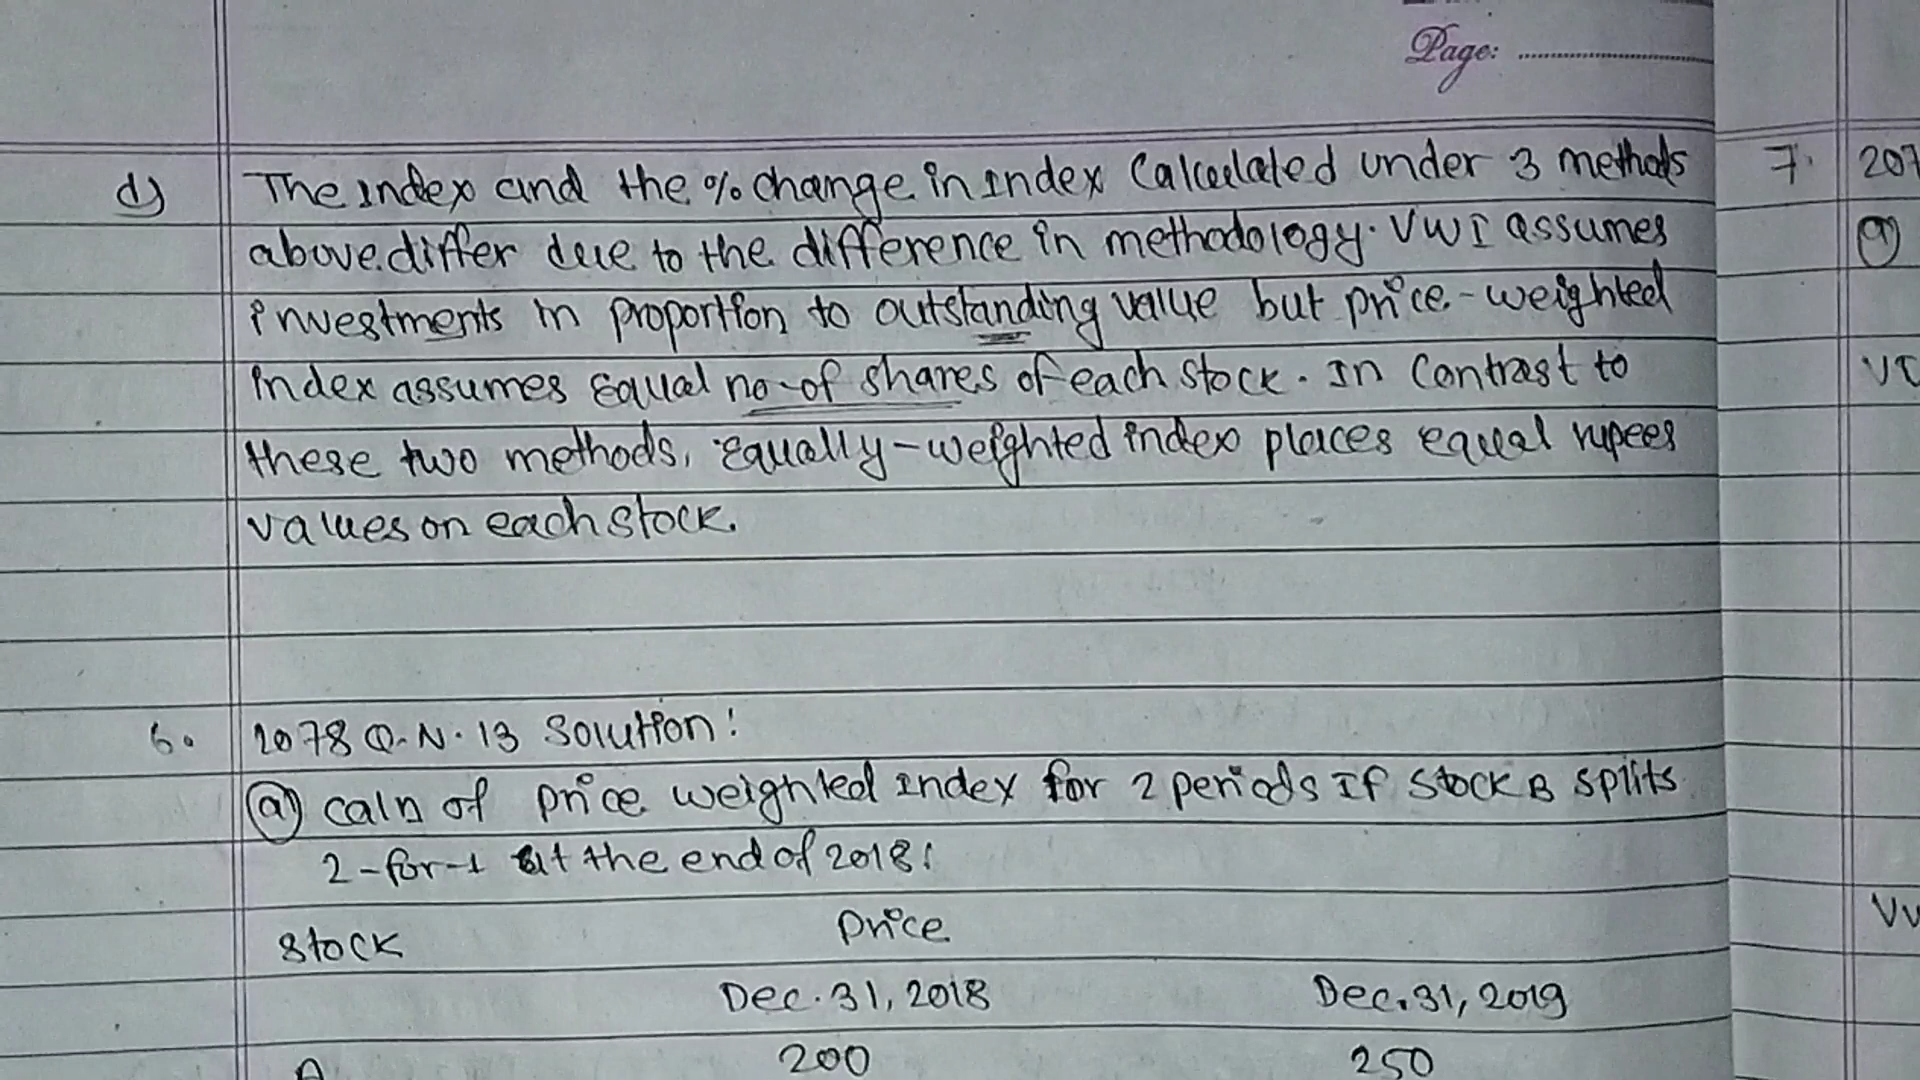 Page:
d) The index and the % change in index calculated under 3 methods
above differ due to the difference in methodology. VWI assumes
investments in proportion to outstanding value but price-weighted
index assumes equal no-of shares of each stock. In contrast to
these two methods, equally-weighted index places equal rupees
values on each stock.
6. 2078 Q.N.13 Solution:
(a) caln of price weighted index for 2 periods if stock B splits
2-for-1 at the end of 2018:
Stock Price
Dec.31, 2018 Dec.31, 2019
A 200 250
7. 207
(a)